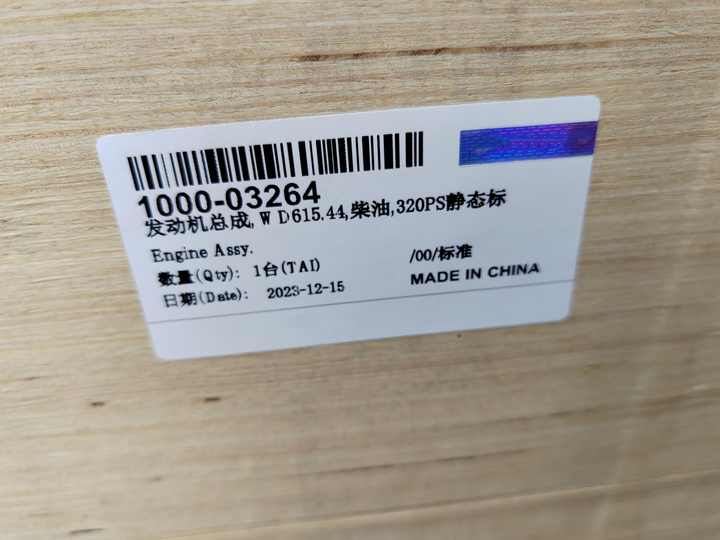 1000-03264
发动机总成,WD615.44,柴油,320PS静态标
Engine Assy.
/00/标准
数量(Qty): 1台(TAI)
MADE IN CHINA
日期(Date): 2023-12-15